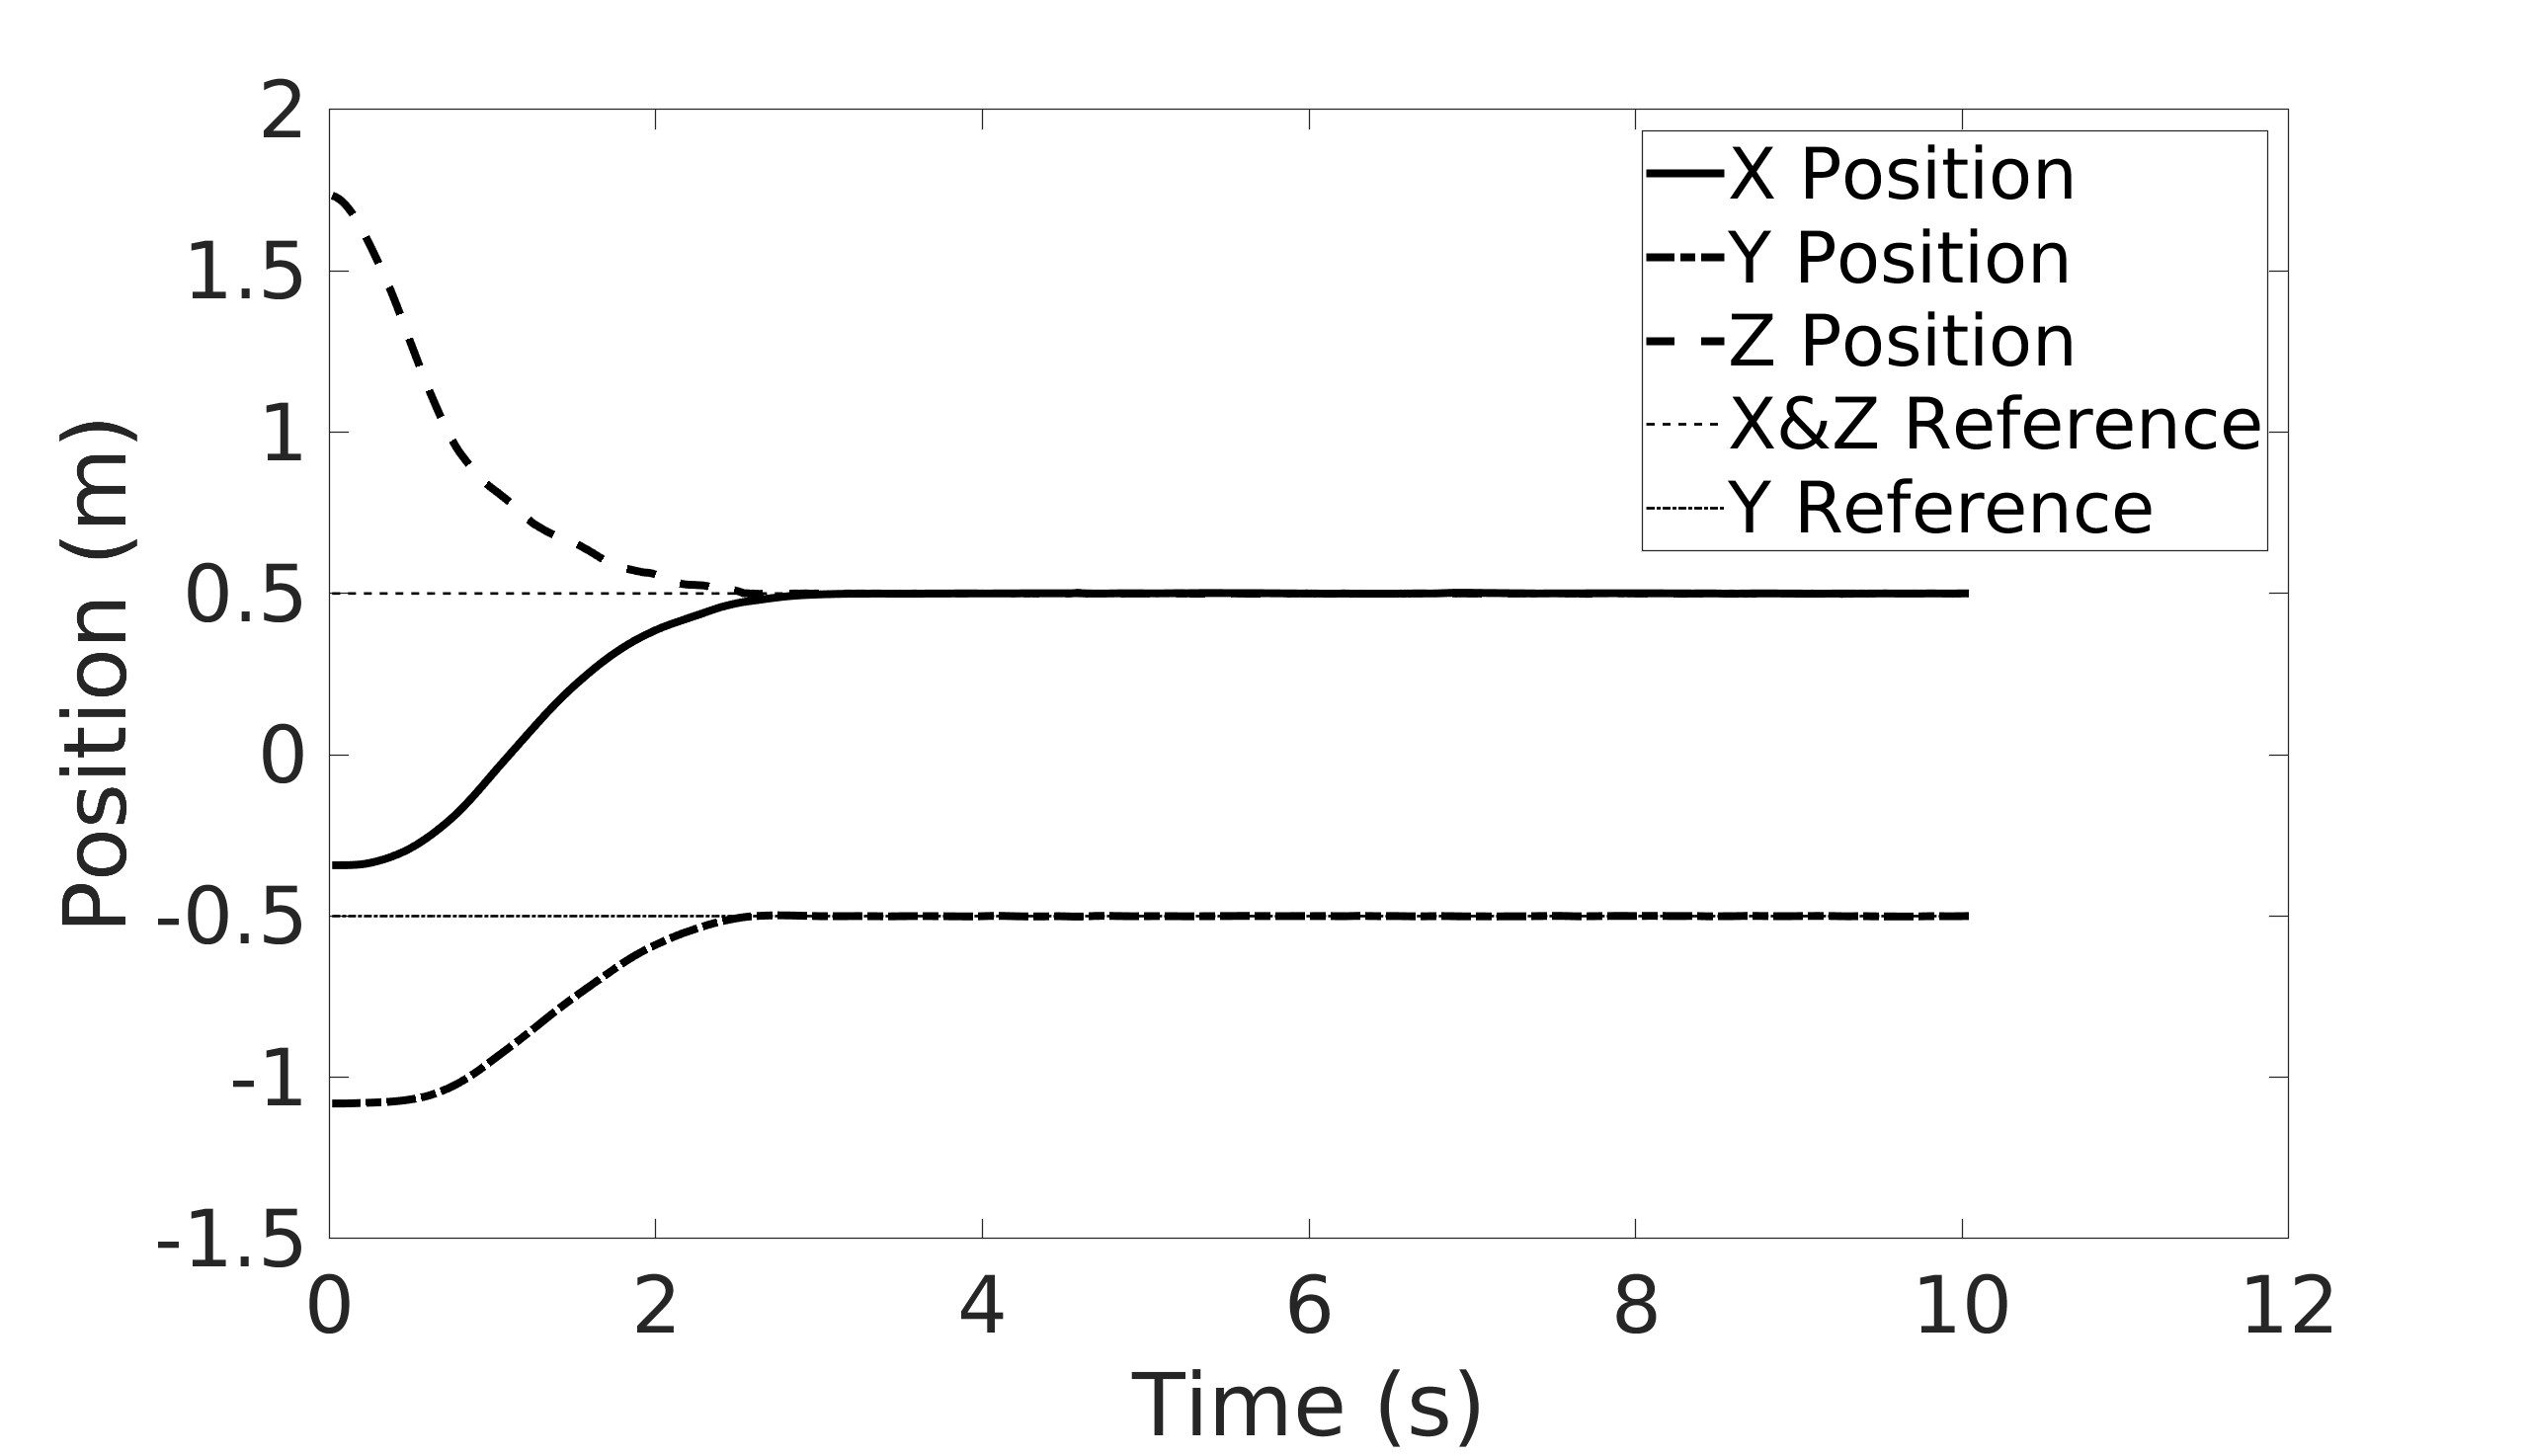 2
1.5
1
0.5
0
-0.5
-1
-1.5
Position (m)
X Position
Y Position
Z Position
X&Z Reference
Y Reference
0 2 4 6 8 10 12
Time (s)